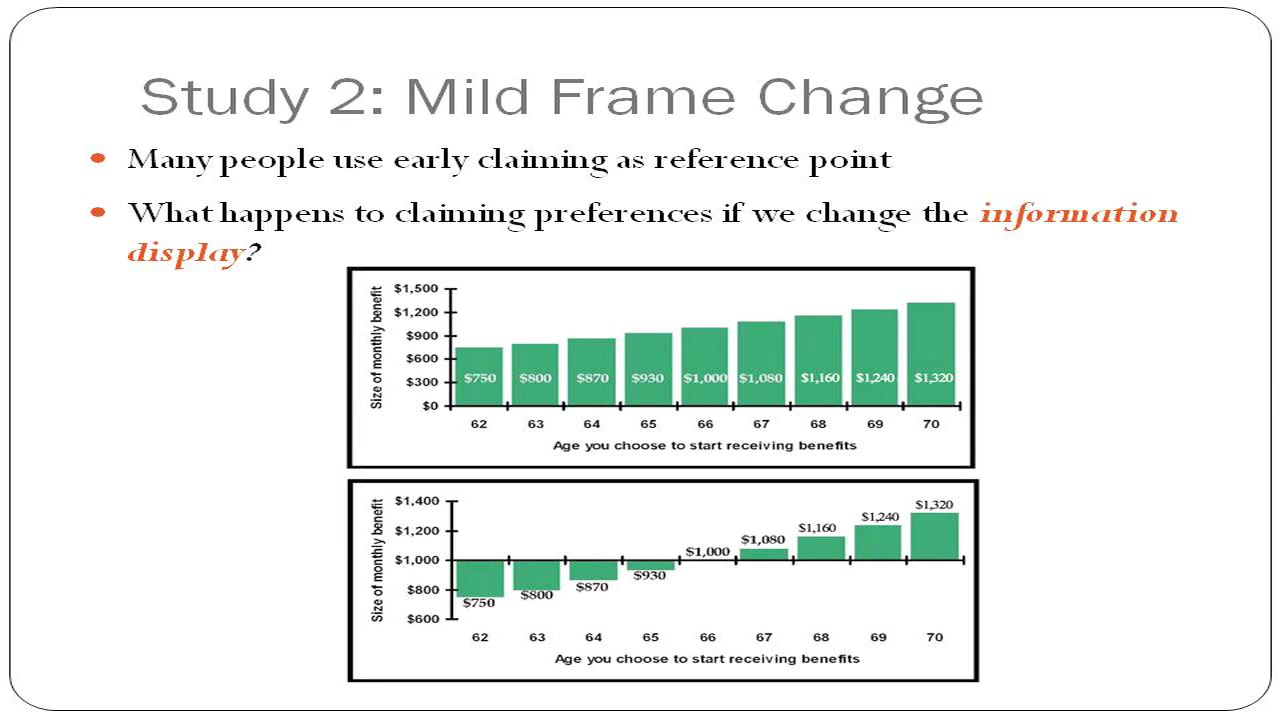 Study 2: Mild Frame Change
• Many people use early claiming as reference point
• What happens to claiming preferences if we change the information
display?
Size of monthly benefit
$1,500
$1,200
$900
$600
$300
$0
$750 $800 $870 $930 $1,000 $1,080 $1,160 $1,240 $1,320
62 63 64 65 66 67 68 69 70
Age you choose to start receiving benefits
Size of monthly benefit
$1,400
$1,200
$1,000
$800
$600
$750 $800 $870 $930 $1,000 $1,080 $1,160 $1,240 $1,320
62 63 64 65 66 67 68 69 70
Age you choose to start receiving benefits